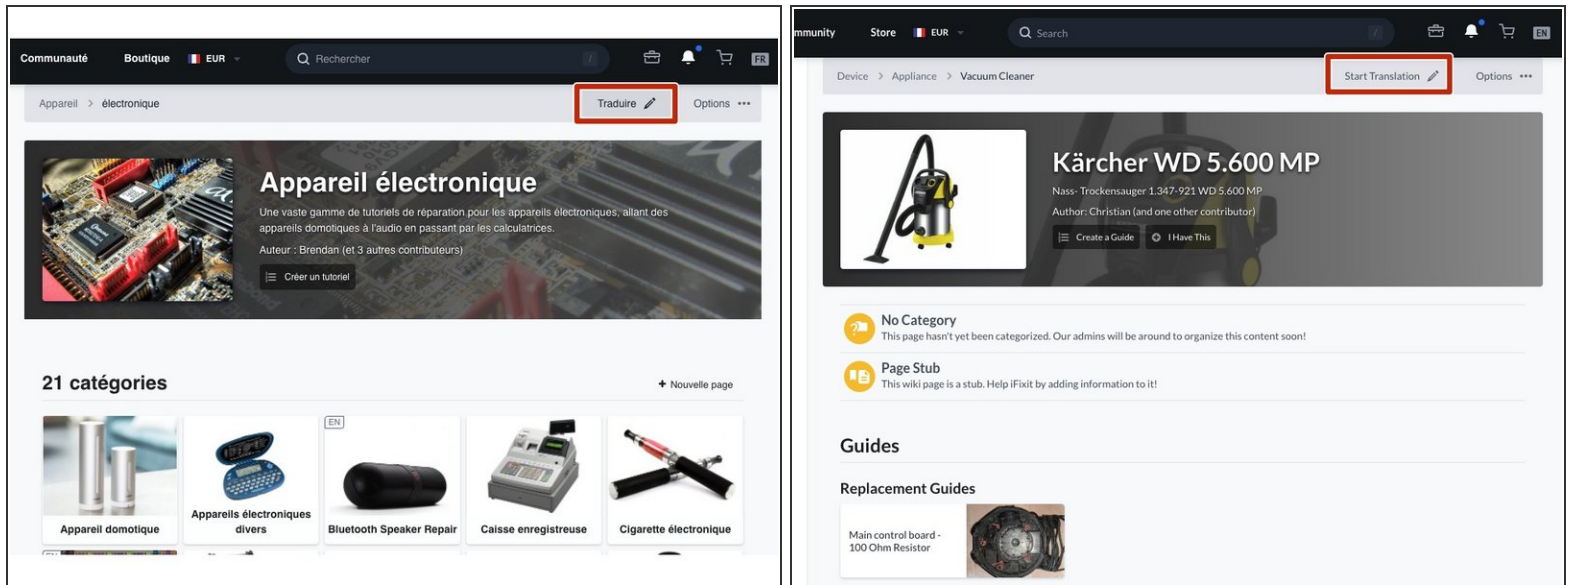 Communauté Boutique EUR Rechercher / FR
Appareil > électronique Traduire Options •••
Appareil électronique
Une vaste gamme de tutoriels de réparation pour les appareils électroniques, allant des
appareils domotiques à l'audio en passant par les calculatrices.
Auteur : Brendan (et 3 autres contributeurs)
Créer un tutoriel
21 catégories
+ Nouvelle page
EN
Appareil domotique
Appareils électroniques
divers
Bluetooth Speaker Repair
Caisse enregistreuse
Cigarette électronique
mmunity Store EUR Search / EN
Device > Appliance > Vacuum Cleaner Start Translation Options •••
Kärcher WD 5.600 MP
Nass- Trockensauger 1.347-921 WD 5.600 MP
Author: Christian (and one other contributor)
Create a Guide I Have This
No Category
This page hasn't yet been categorized. Our admins will be around to organize this content soon!
Page Stub
This wiki page is a stub. Help iFixit by adding information to it!
Guides
Replacement Guides
Main control board -
100 Ohm Resistor